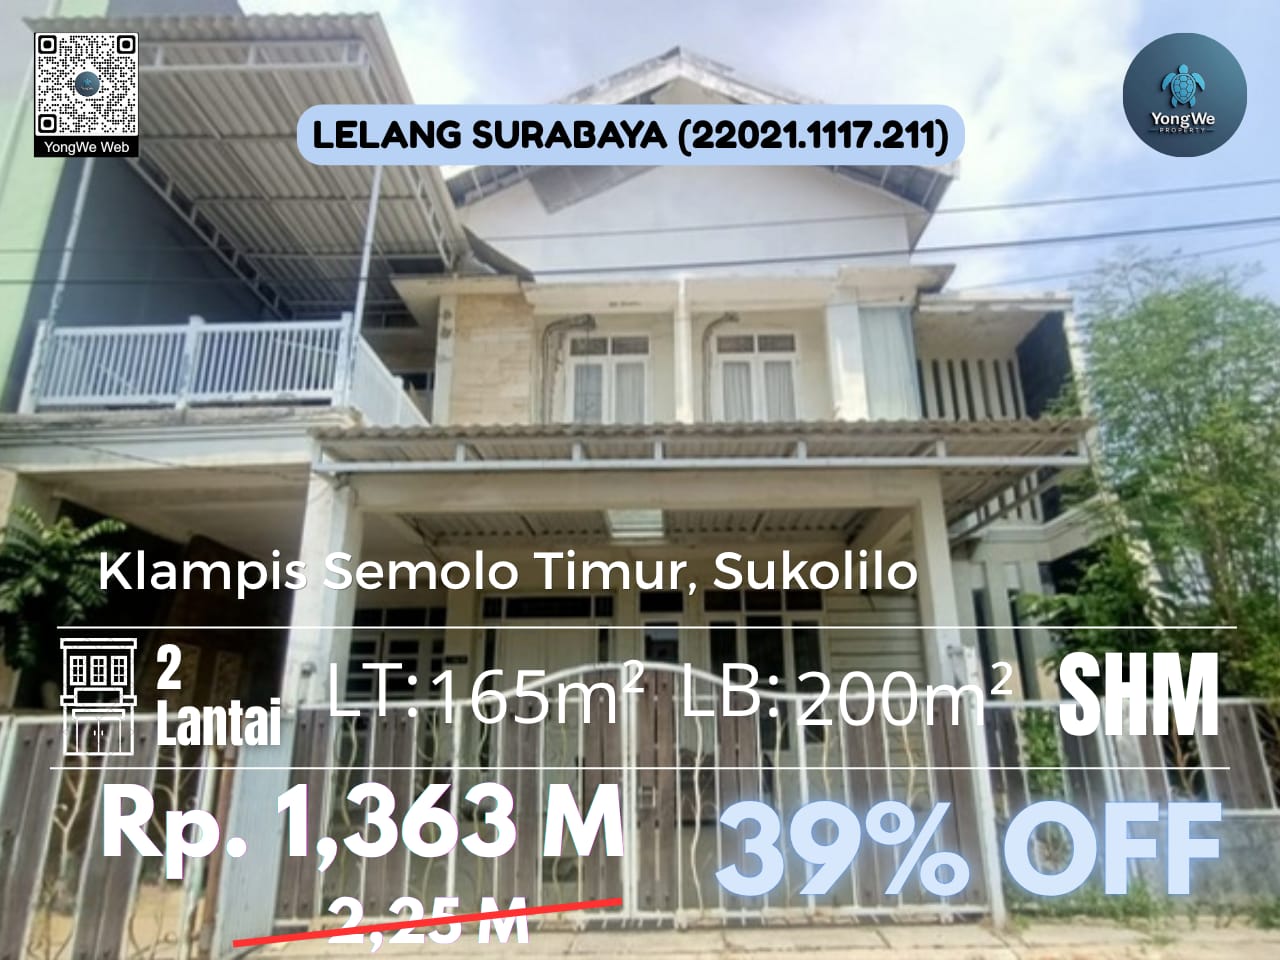 YongWe Web
LELANG SURABAYA (22021.1117.211)
YongWe
PROPERTY
Klampis Semolo Timur, Sukolilo
2
Lantai
LT: 165m²
LB: 200m²
SHM
Rp. 1,363 M
39% OFF
2,25 M